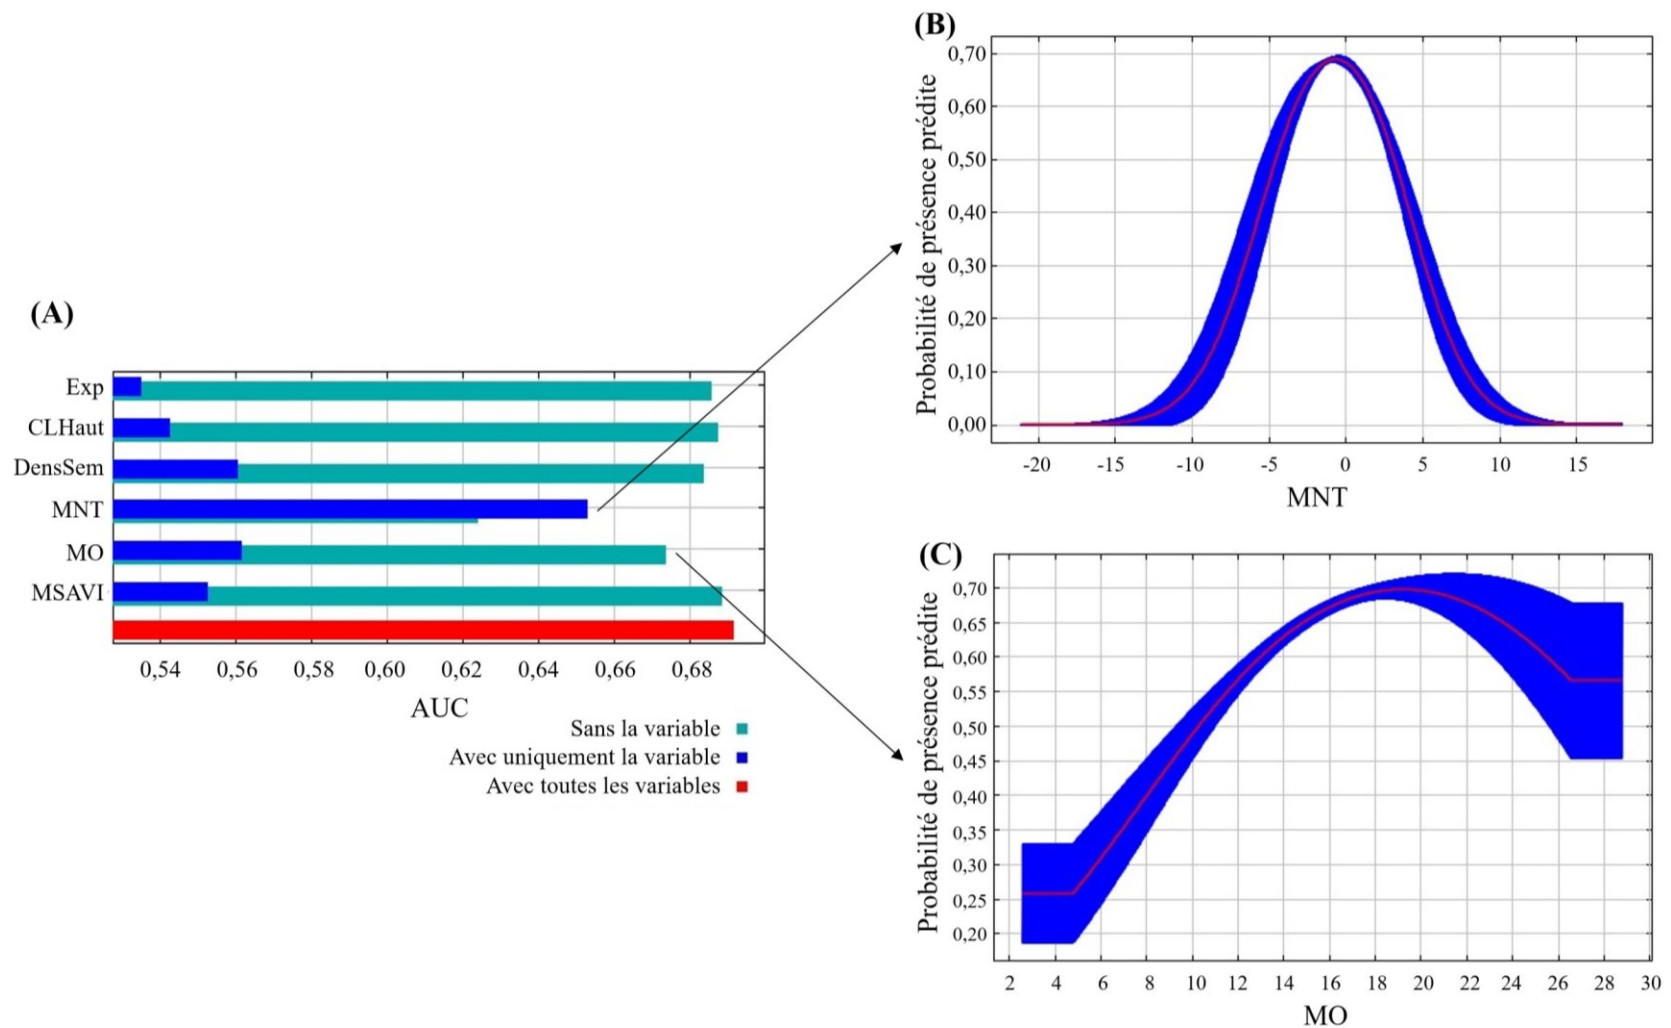 (A)
Exp
CLHaut
DensSem
MNT
MO
MSAVI
0,54 0,56 0,58 0,60 0,62 0,64 0,66 0,68
AUC
Sans la variable
Avec uniquement la variable
Avec toutes les variables
(B)
Probabilité de présence prédite
0,70
0,60
0,50
0,40
0,30
0,20
0,10
0,00
-20 -15 -10 -5 0 5 10 15
MNT
(C)
Probabilité de présence prédite
0,70
0,65
0,60
0,55
0,50
0,45
0,40
0,35
0,30
0,25
0,20
2 4 6 8 10 12 14 16 18 20 22 24 26 28 30
MO